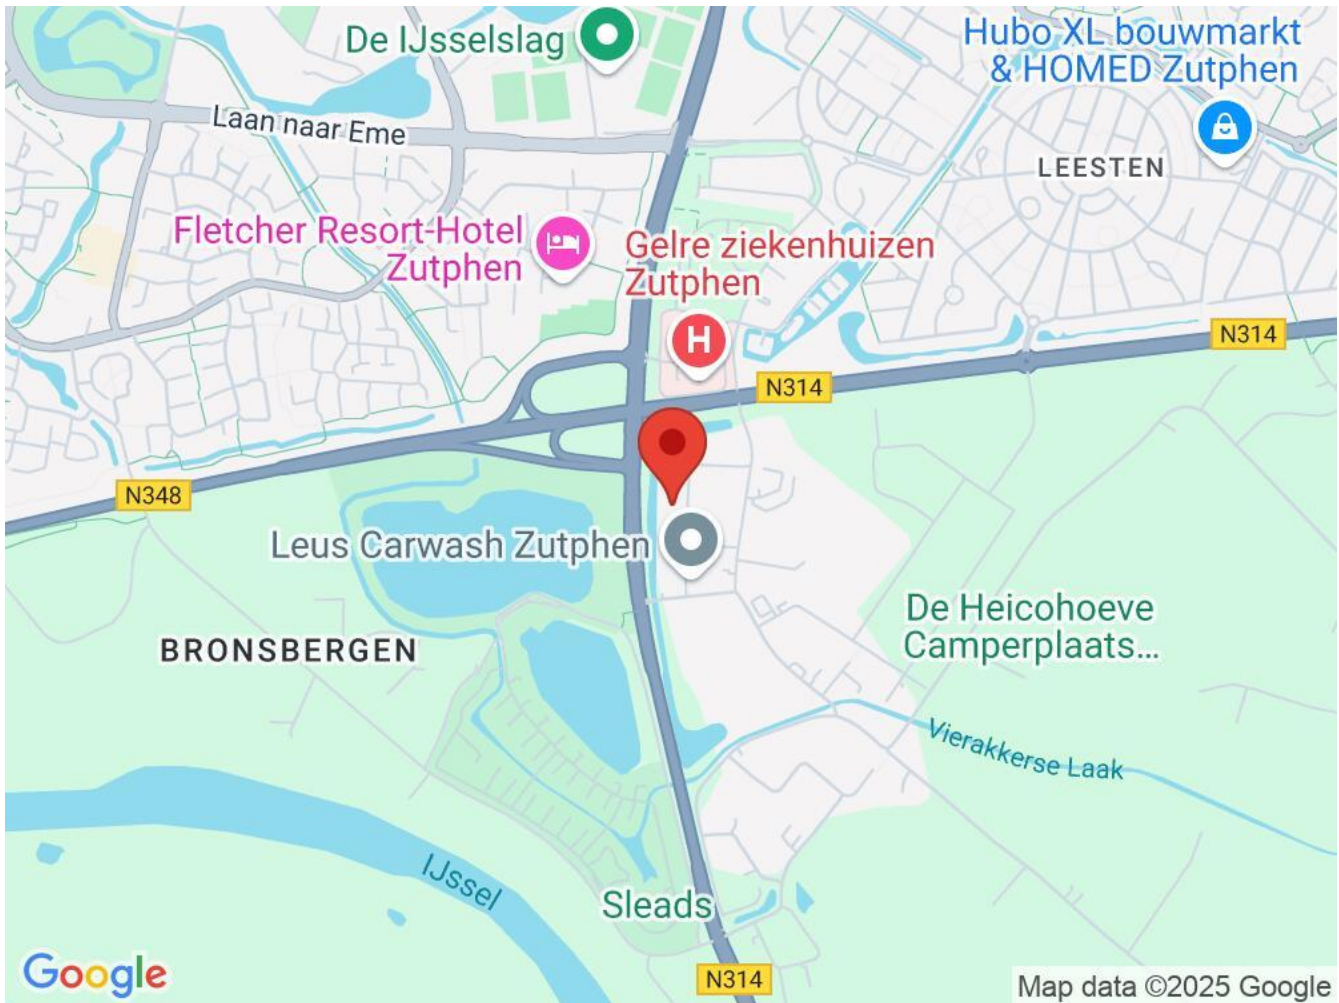 De IJsselslag
Hubo XL bouwmarkt
& HOMED Zutphen
Laan naar Eme
LEESTEN
Fletcher Resort-Hotel
Zutphen
Gelre ziekenhuizen
Zutphen
H
N314
N314
N348
Leus Carwash Zutphen
De Heicohoeve
Camperplaats...
BRONSBERGEN
Vierakkerse Laak
IJssel
Sleads
N314
Google
Map data ©2025 Google